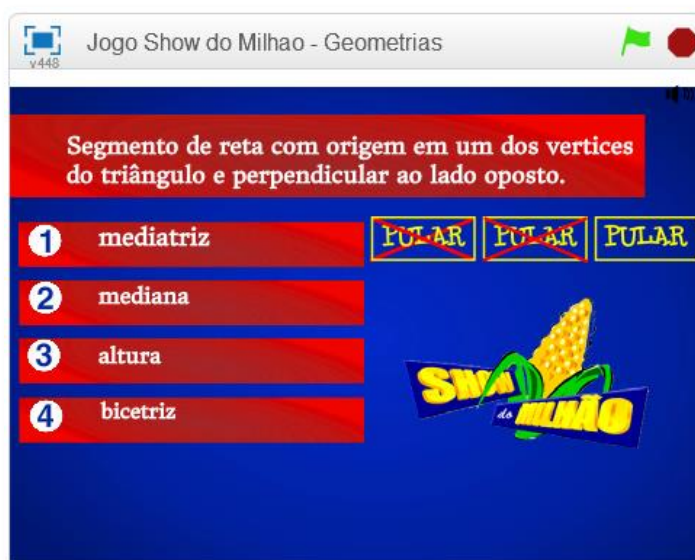 Jogo Show do Milhao - Geometrias
v448
Segmento de reta com origem em um dos vertices
do triângulo e perpendicular ao lado oposto.
1 mediatriz
PULAR PULAR PULAR
2 mediana
3 altura
4 bicetriz
SHOW
do MILHÃO